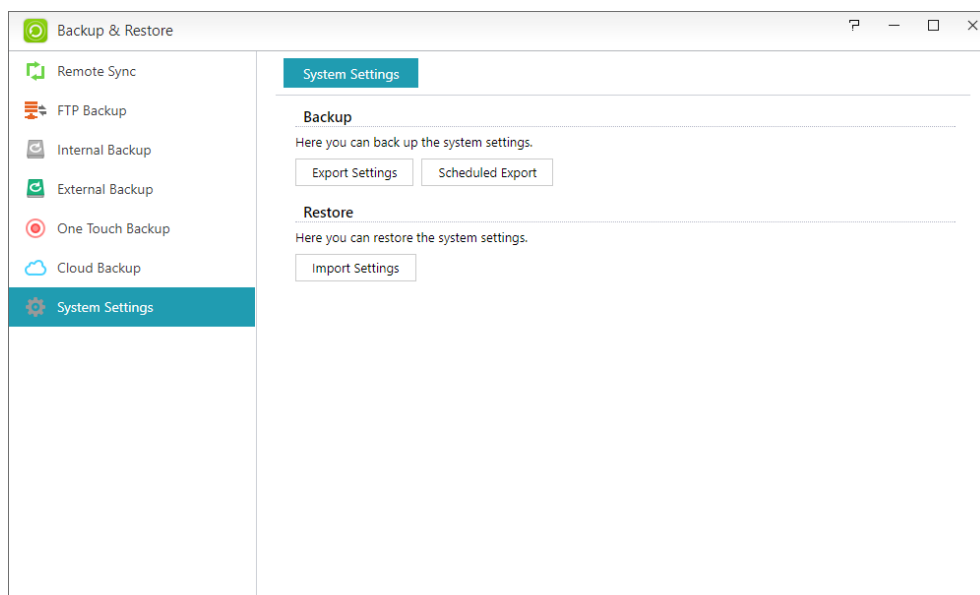 Backup & Restore
Remote Sync
FTP Backup
Internal Backup
External Backup
One Touch Backup
Cloud Backup
System Settings
System Settings
Backup
Here you can back up the system settings.
Export Settings Scheduled Export
Restore
Here you can restore the system settings.
Import Settings